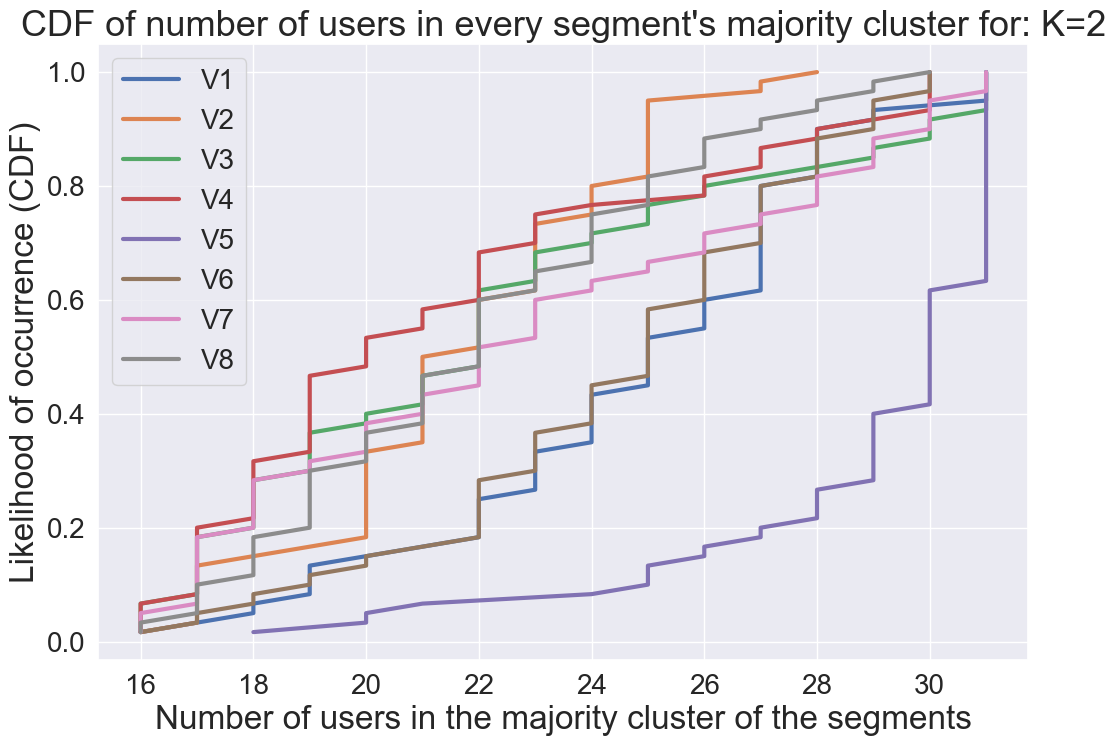 CDF of number of users in every segment's majority cluster for: K=2
1.0
0.8
0.6
0.4
0.2
0.0
Likelihood of occurrence (CDF)
V1
V2
V3
V4
V5
V6
V7
V8
16 18 20 22 24 26 28 30
Number of users in the majority cluster of the segments